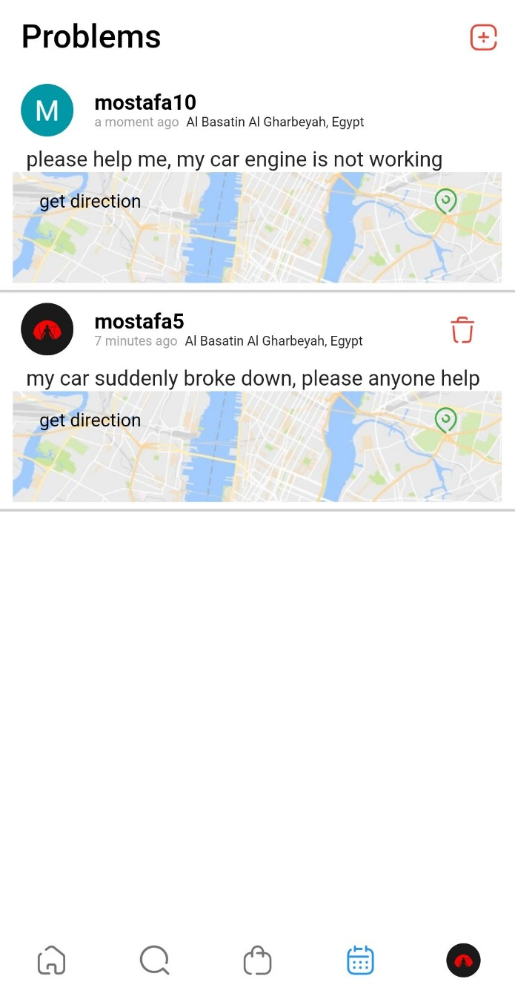 Problems
M
mostafa10
a moment ago Al Basatin Al Gharbeyah, Egypt
please help me, my car engine is not working
get direction
mostafa5
7 minutes ago Al Basatin Al Gharbeyah, Egypt
my car suddenly broke down, please anyone help
get direction